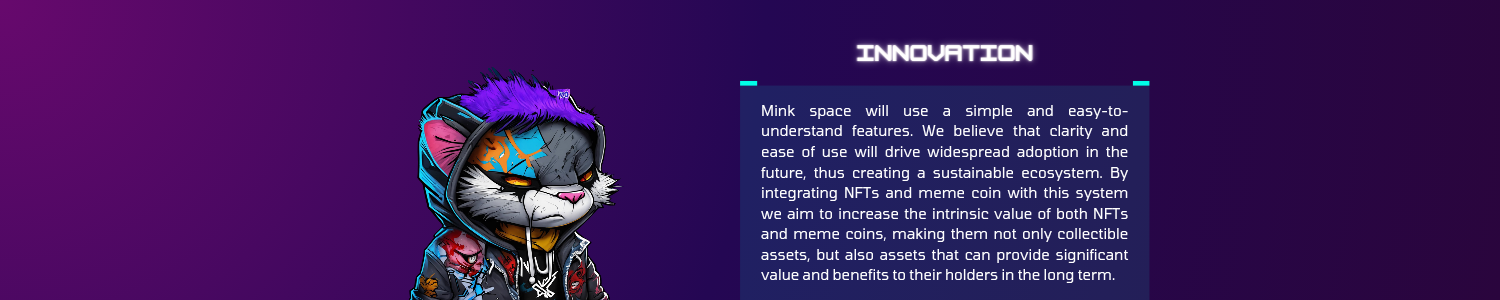 INNOVATION
Mink space will use a simple and easy-to-
understand features. We believe that clarity and
ease of use will drive widespread adoption in the
future, thus creating a sustainable ecosystem. By
integrating NFTs and meme coin with this system
we aim to increase the intrinsic value of both NFTs
and meme coins, making them not only collectible
assets, but also assets that can provide significant
value and benefits to their holders in the long term.